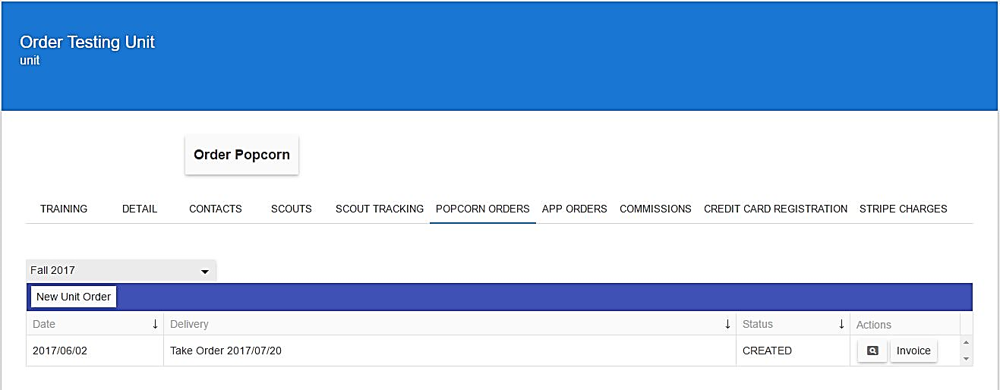 Order Testing Unit
unit
Order Popcorn
TRAINING DETAIL CONTACTS SCOUTS SCOUT TRACKING POPCORN ORDERS APP ORDERS COMMISSIONS CREDIT CARD REGISTRATION STRIPE CHARGES
Fall 2017
New Unit Order
Date Delivery Status Actions
2017/06/02 Take Order 2017/07/20 CREATED Invoice